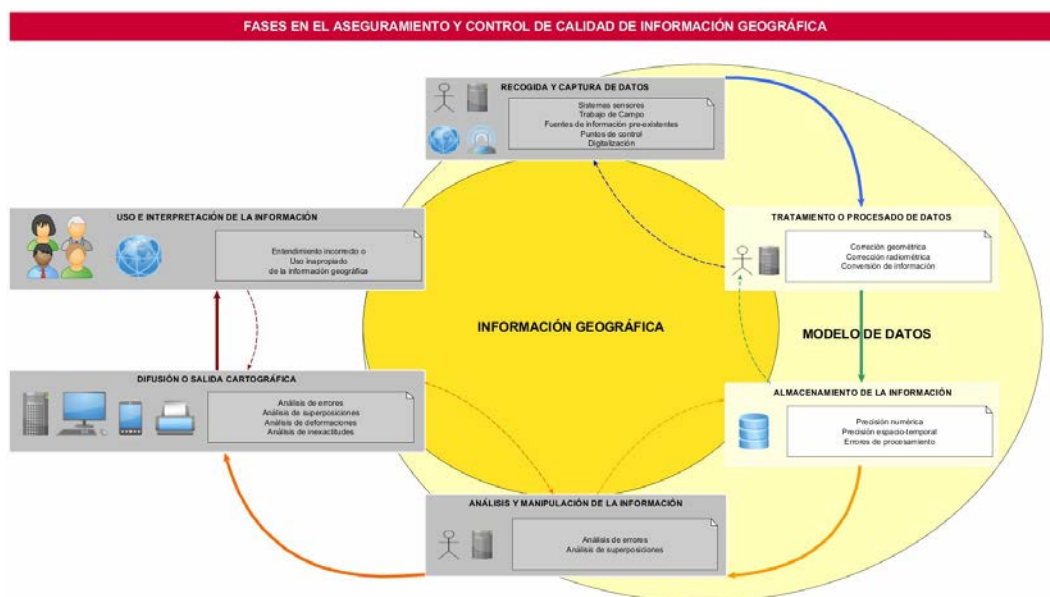 FASES EN EL ASEGURAMIENTO Y CONTROL DE CALIDAD DE INFORMACIÓN GEOGRÁFICA
RECOGIDA Y CAPTURA DE DATOS
Sistemas sensores
Trabajo de Campo
Fuentes de información pre-existentes
Puntos de control
Digitalización
USO E INTERPRETACIÓN DE LA INFORMACIÓN
Entendimiento incorrecto o
Uso inapropiado
de la información geográfica
TRATAMIENTO O PROCESADO DE DATOS
Correción geométrica
Corrección radiométrica
Conversión de información
INFORMACIÓN GEOGRÁFICA
MODELO DE DATOS
DIFUSIÓN O SALIDA CARTOGRÁFICA
Análisis de errores
Análisis de superposiciones
Análisis de deformaciones
Análisis de inexactitudes
ALMACENAMIENTO DE LA INFORMACIÓN
Precisión numérica
Precisión espacio-temporal
Errores de procesamiento
ANÁLISIS Y MANIPULACIÓN DE LA INFORMACIÓN
Análisis de errores
Análisis de superposiciones